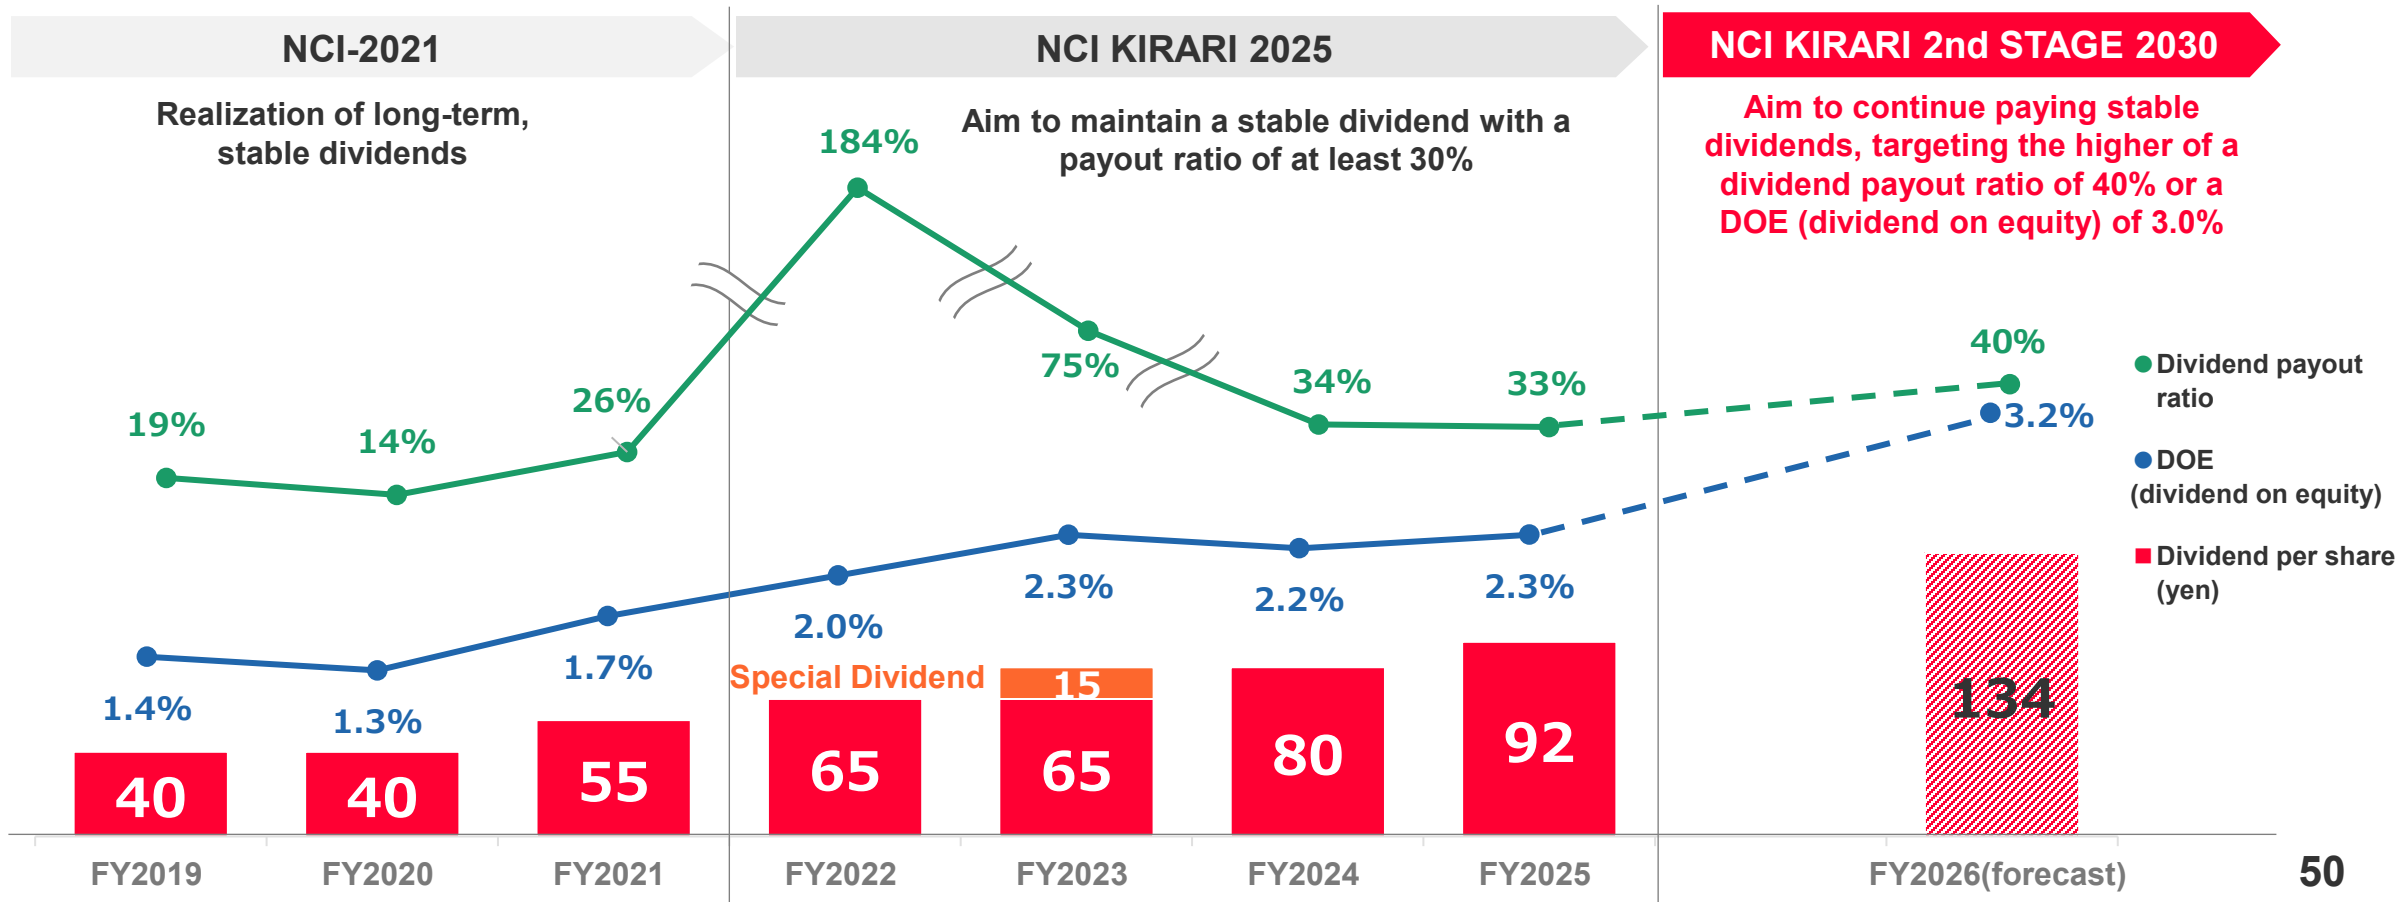 NCI-2021
NCI KIRARI 2025
NCI KIRARI 2nd STAGE 2030
Realization of long-term,
stable dividends
Aim to maintain a stable dividend with a
payout ratio of at least 30%
Aim to continue paying stable
dividends, targeting the higher of a
dividend payout ratio of 40% or a
DOE (dividend on equity) of 3.0%
19%
14%
26%
184%
75%
34%
33%
40%
1.4%
1.3%
1.7%
2.0%
2.3%
2.2%
2.3%
3.2%
Dividend payout
ratio
DOE
(dividend on equity)
Dividend per share
(yen)
Special Dividend
15
40
40
55
65
65
80
92
134
FY2019
FY2020
FY2021
FY2022
FY2023
FY2024
FY2025
FY2026(forecast)
50